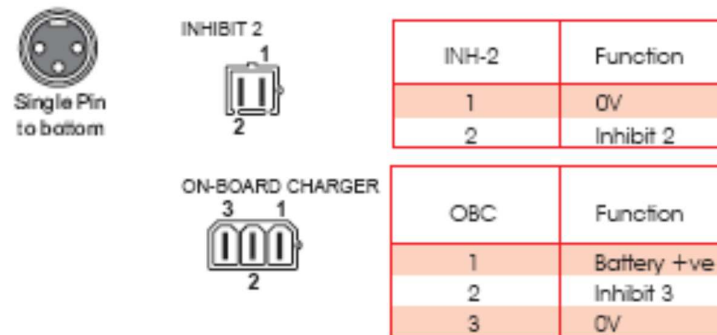 Single Pin
to bottom
INHIBIT 2
1
2
INH-2 Function
1 0V
2 Inhibit 2
ON-BOARD CHARGER
3 1
2
OBC Function
1 Battery +ve
2 Inhibit 3
3 0V